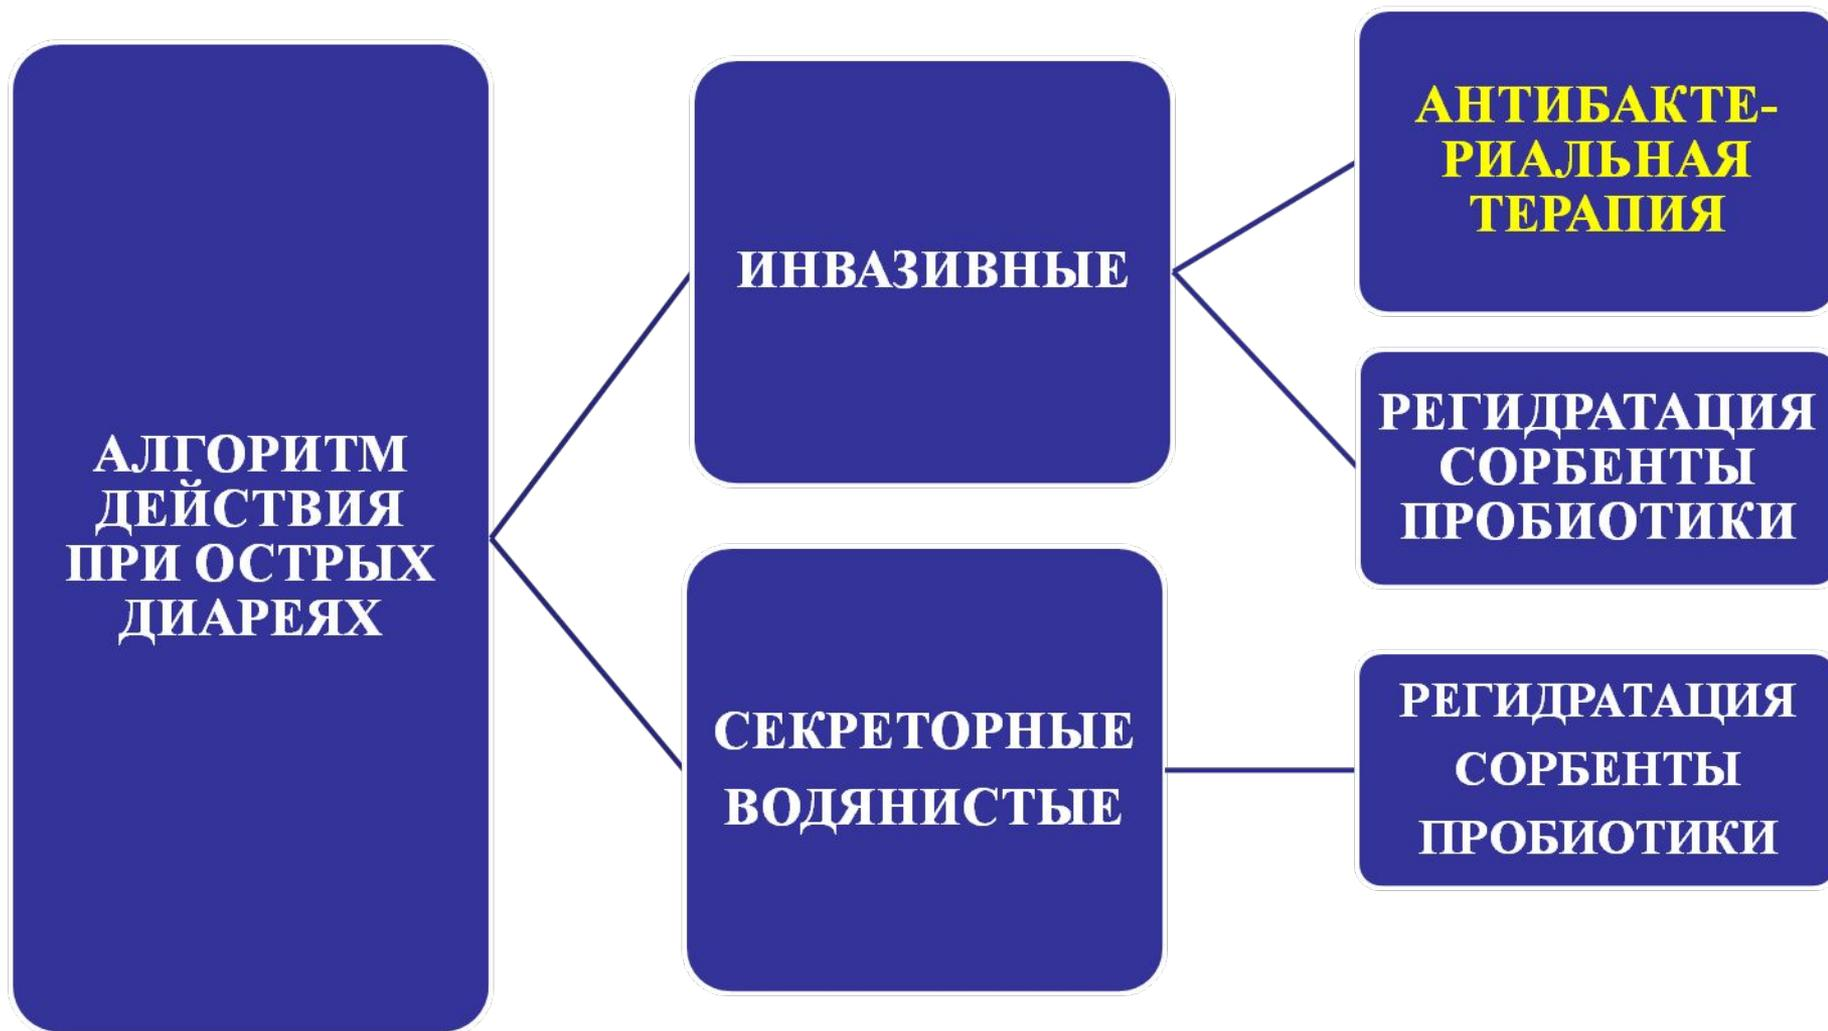 АЛГОРИТМ
ДЕЙСТВИЯ
ПРИ ОСТРЫХ
ДИАРЕЯХ
ИНВАЗИВНЫЕ
СЕКРЕТОРНЫЕ
ВОДЯНИСТЫЕ
АНТИБАКТЕ-
РИАЛЬНАЯ
ТЕРАПИЯ
РЕГИДРАТАЦИЯ
СОРБЕНТЫ
ПРОБИОТИКИ
РЕГИДРАТАЦИЯ
СОРБЕНТЫ
ПРОБИОТИКИ